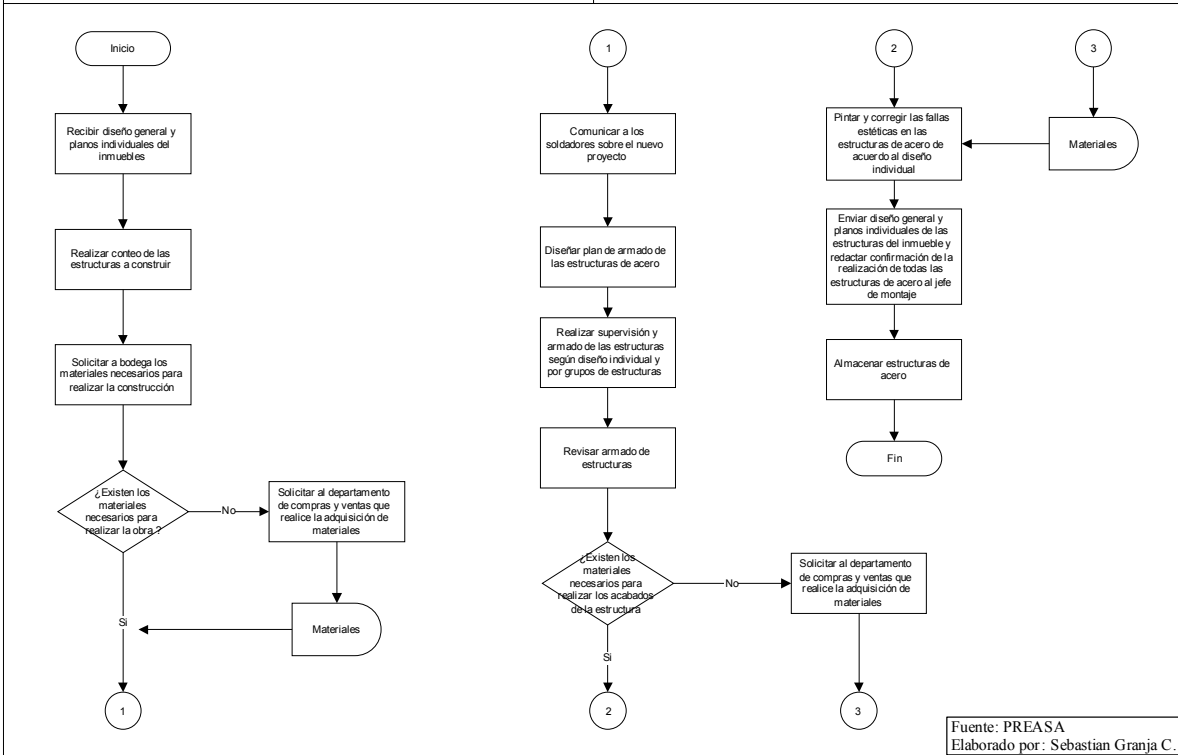 Inicio
Recibir diseño general y
planos individuales del
inmuebles
Realizar conteo de las
estructuras a construir
Solicitar a bodega los
materiales necesarios para
realizar la construcción
¿Existen los
materiales
necesarios para
realizar la obra.?
No
Solicitar al departamento
de compras y ventas que
realice la adquisición de
materiales
Materiales
Si
1
1
Comunicar a los
soldadores sobre el nuevo
proyecto
Diseñar plan de armado de
las estructuras de acero
Realizar supervisión y
armado de las estructuras
según diseño individual y
por grupos de estructuras
Revisar armado de
estructuras
¿Existen los
materiales
necesarios para
realizar los acabados
de la estructura
No
Solicitar al departamento
de compras y ventas que
realice la adquisición de
materiales
Si
2
3
2
3
Pintar y corregir las fallas
estéticas en las
estructuras de acero de
acuerdo al diseño
individual
Materiales
Enviar diseño general y
planos individuales de las
estructuras del inmueble y
redactar confirmación de la
realización de todas las
estructuras de acero al jefe
de montaje
Almacenar estructuras de
acero
Fin
Fuente: PREASA
Elaborado por: Sebastian Granja C.